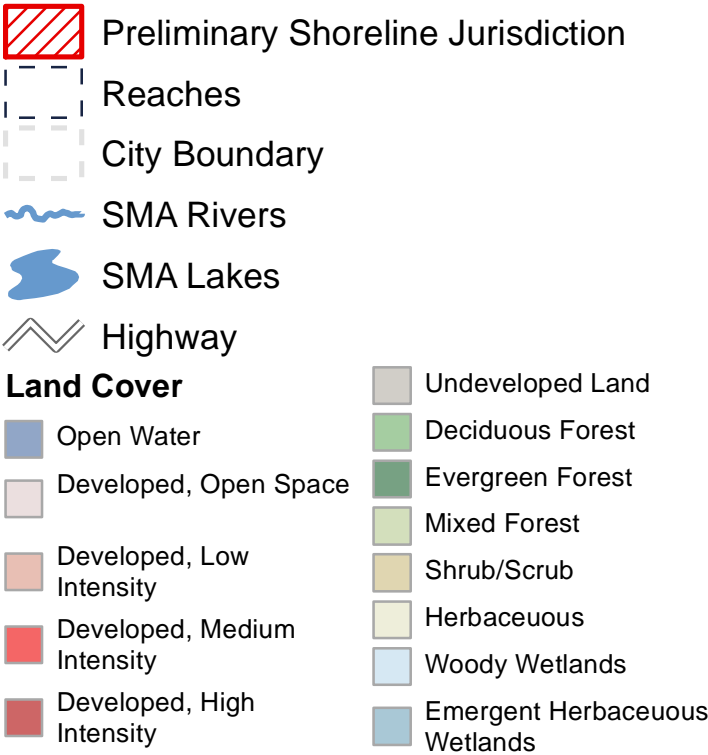 Preliminary Shoreline Jurisdiction
Reaches
City Boundary
SMA Rivers
SMA Lakes
Highway
Land Cover
Open Water
Developed, Open Space
Developed, Low
Intensity
Developed, Medium
Intensity
Developed, High
Intensity
Undeveloped Land
Deciduous Forest
Evergreen Forest
Mixed Forest
Shrub/Scrub
Herbaceuous
Woody Wetlands
Emergent Herbaceuous
Wetlands